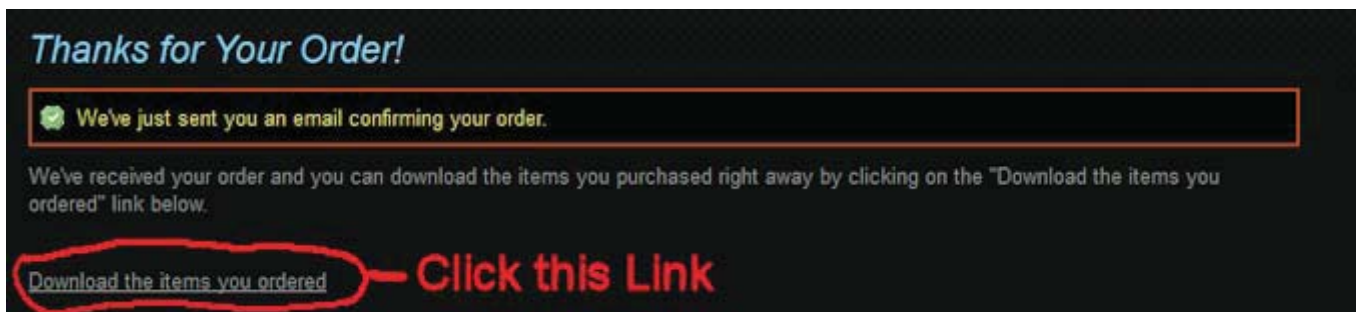 Thanks for Your Order!
We've just sent you an email confirming your order.
We've received your order and you can download the items you purchased right away by clicking on the "Download the items you
ordered" link below.
Download the items you ordered Click this Link